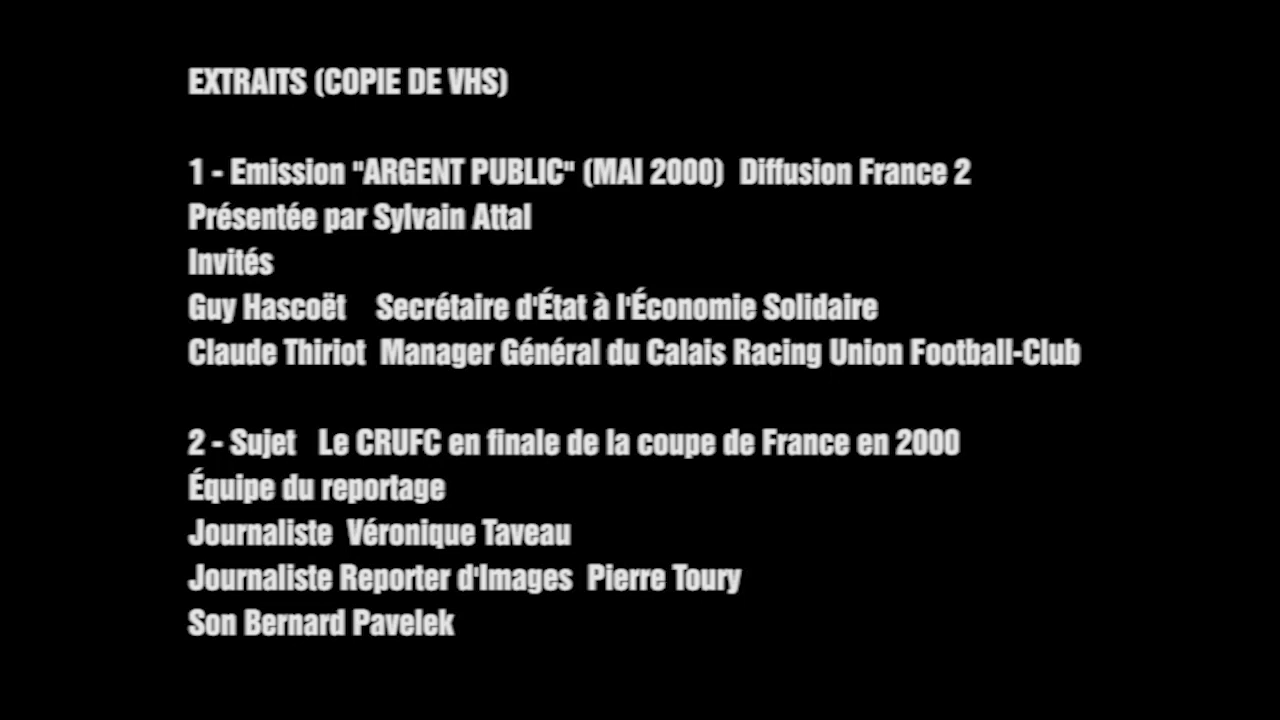 EXTRAITS (COPIE DE VHS)
1 - Emission "ARGENT PUBLIC" (MAI 2000) Diffusion France 2
Présentée par Sylvain Attal
Invités
Guy Hascoët Secrétaire d'État à l'Économie Solidaire
Claude Thiriot Manager Général du Calais Racing Union Football-Club
2 - Sujet Le CRUFC en finale de la coupe de France en 2000
Équipe du reportage
Journaliste Véronique Taveau
Journaliste Reporter d'Images Pierre Toury
Son Bernard Pavelek